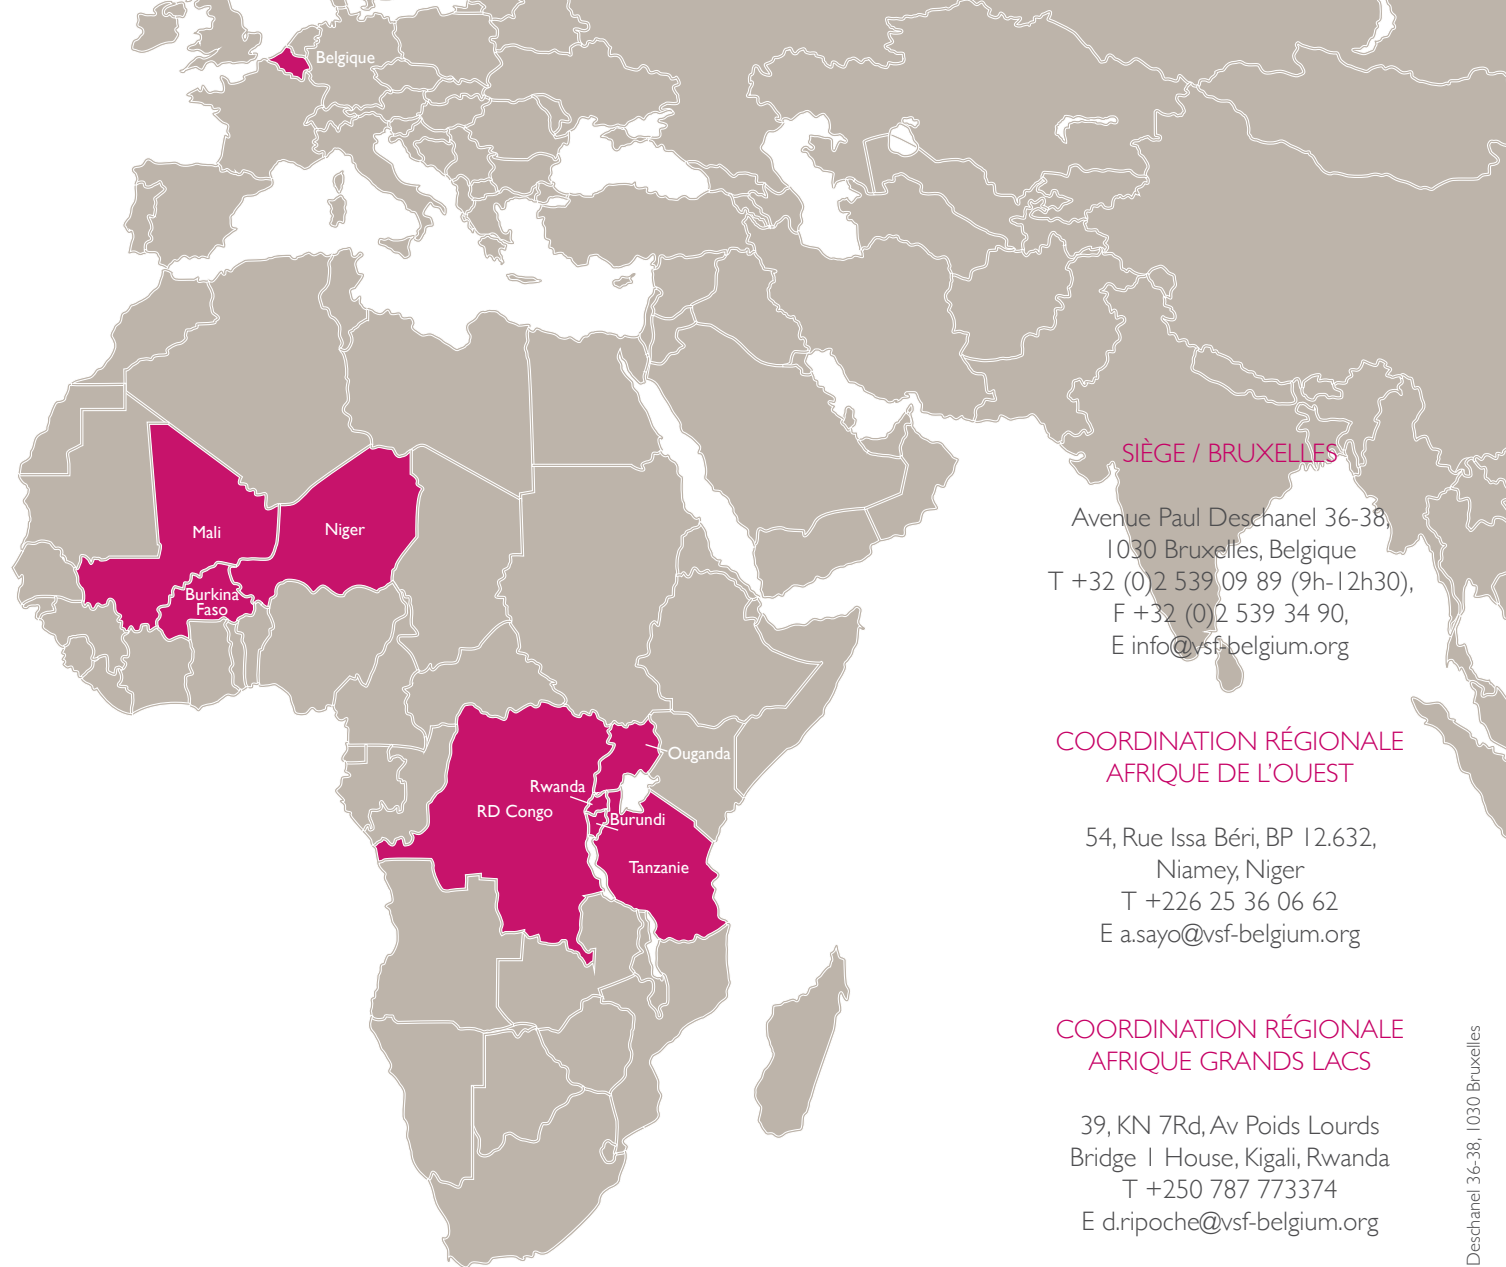 Belgique
Mali
Niger
Burkina
Faso
Ouganda
Rwanda
RD Congo
Burundi
Tanzanie
SIÈGE / BRUXELLES
Avenue Paul Deschanel 36-38,
1030 Bruxelles, Belgique
T +32 (0)2 539 09 89 (9h-12h30),
F +32 (0)2 539 34 90,
E info@vsf-belgium.org
COORDINATION RÉGIONALE
AFRIQUE DE L'OUEST
54, Rue Issa Béri, BP 12.632,
Niamey, Niger
T +226 25 36 06 62
E a.sayo@vsf-belgium.org
COORDINATION RÉGIONALE
AFRIQUE GRANDS LACS
39, KN 7Rd, Av Poids Lourds
Bridge 1 House, Kigali, Rwanda
T +250 787 773374
E d.ripoche@vsf-belgium.org
Deschanel 36-38, 1030 Bruxelles